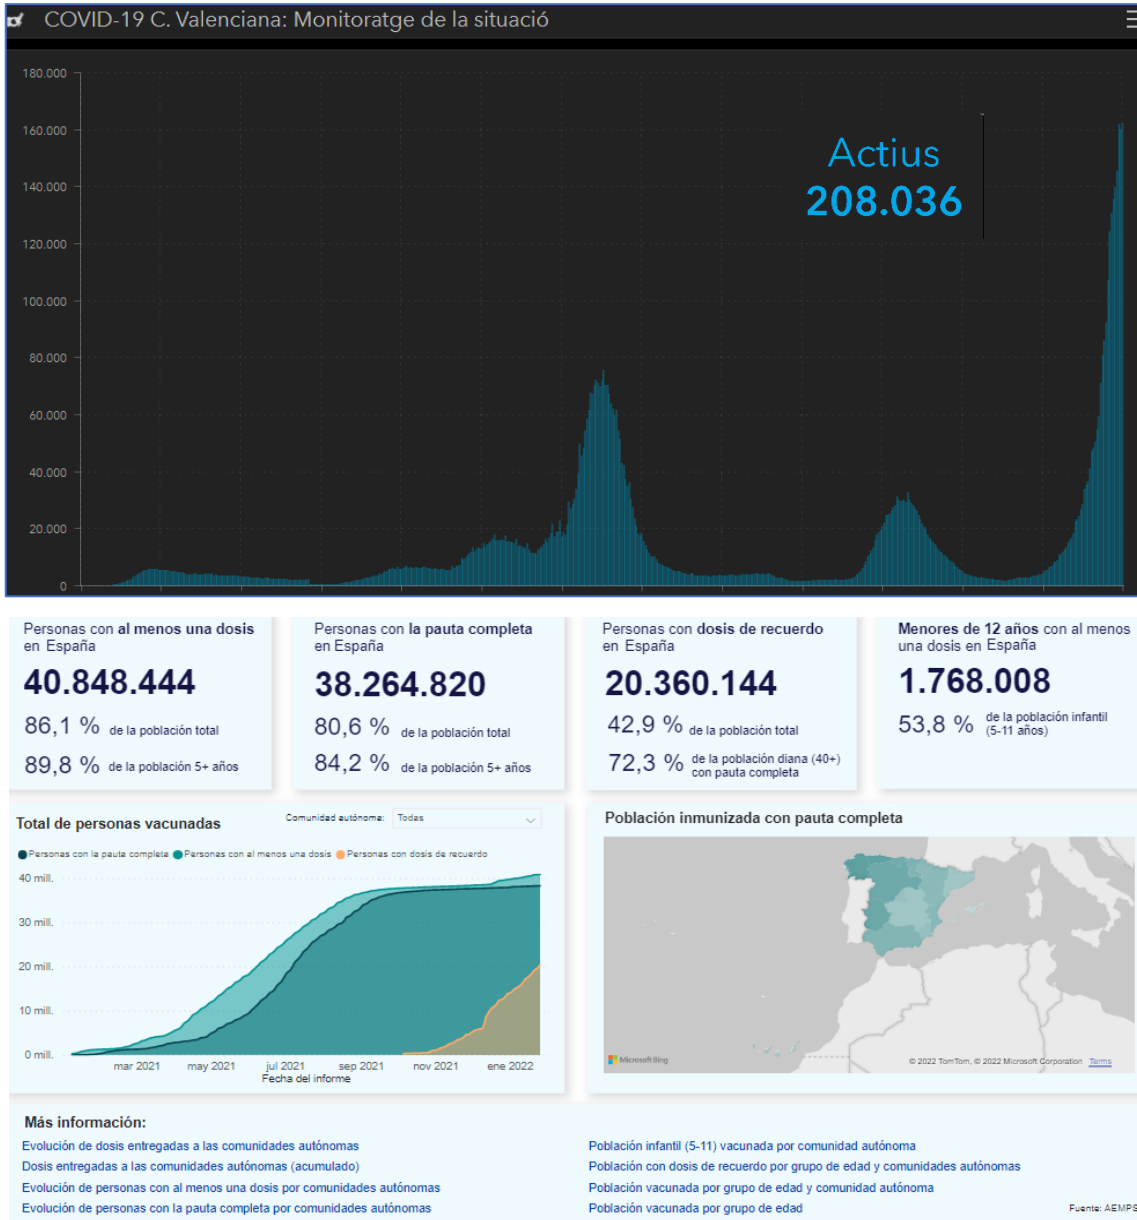 COVID-19 C. Valenciana: Monitoratge de la situació
180.000
160.000
140.000
120.000
100.000
80.000
60.000
40.000
20.000
0
Actius
208.036
Personas con al menos una dosis
en España
40.848.444
86,1 % de la población total
89,8 % de la población 5+ años
Personas con la pauta completa
en España
38.264.820
80,6 % de la población total
84,2 % de la población 5+ años
Personas con dosis de recuerdo
en España
20.360.144
42,9 % de la población total
72,3 % de la población diana (40+)
con pauta completa
Menores de 12 años con al menos
una dosis en España
1.768.008
53,8 % de la población infantil
(5-11 años)
Total de personas vacunadas
Comunidad autónoma: Todas
Personas con la pauta completa Personas con al menos una dosis Personas con dosis de recuerdo
40 mill.
30 mill.
20 mill.
10 mill.
0 mill.
mar 2021 may 2021 jul 2021 sep 2021 nov 2021 ene 2022
Fecha del informe
Población inmunizada con pauta completa
Microsoft Bing
© 2022 TomTom, © 2022 Microsoft Corporation Terms
Más información:
Evolución de dosis entregadas a las comunidades autónomas
Dosis entregadas a las comunidades autónomas (acumulado)
Evolución de personas con al menos una dosis por comunidades autónomas
Evolución de personas con la pauta completa por comunidades autónomas
Población infantil (5-11) vacunada por comunidad autónoma
Población con dosis de recuerdo por grupo de edad y comunidades autónomas
Población vacunada por grupo de edad y comunidad autónoma
Población vacunada por grupo de edad
Fuente: AEMPS